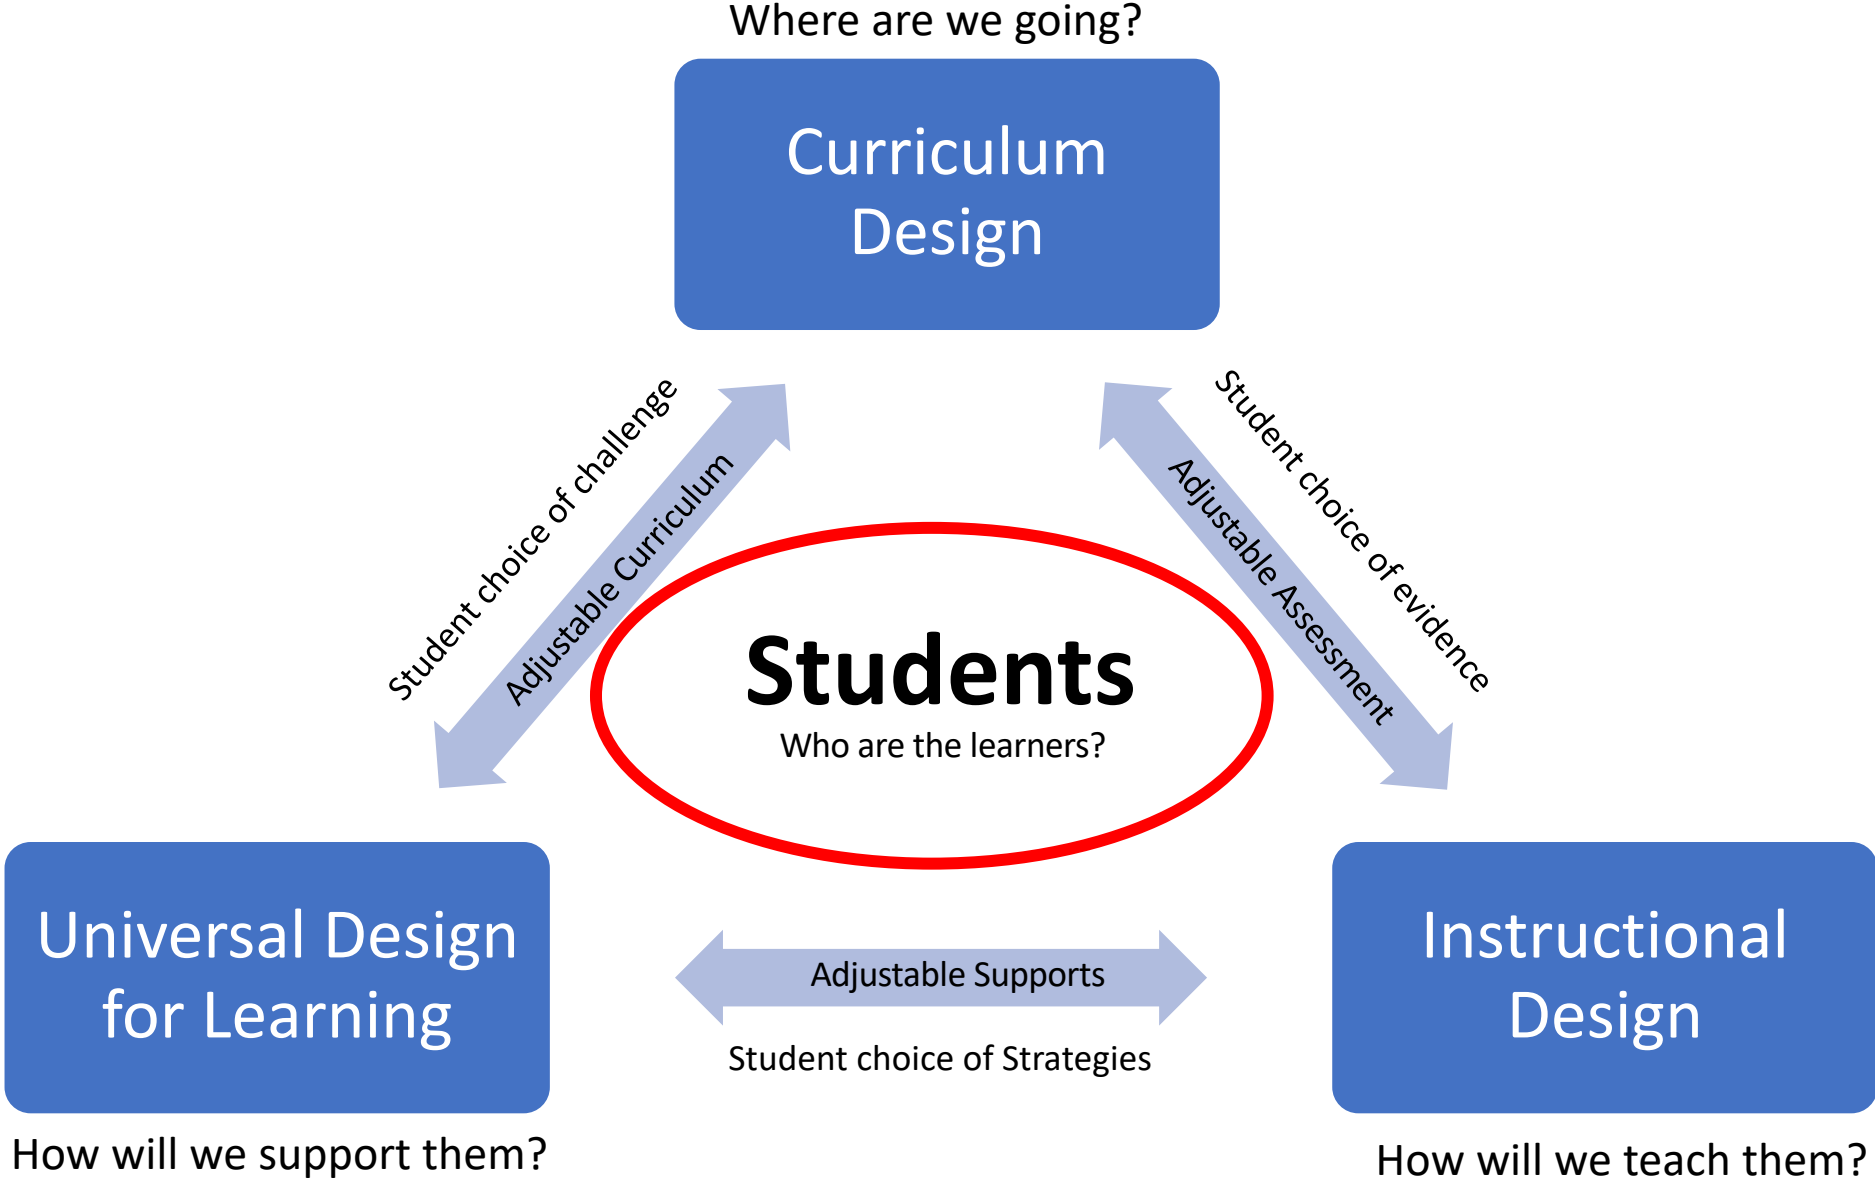 Where are we going?
Curriculum
Design
Student choice of challenge
Adjustable Curriculum
Adjustable Assessment
Student choice of evidence
Students
Who are the learners?
Universal Design
for Learning
Adjustable Supports
Student choice of Strategies
Instructional
Design
How will we support them?
How will we teach them?